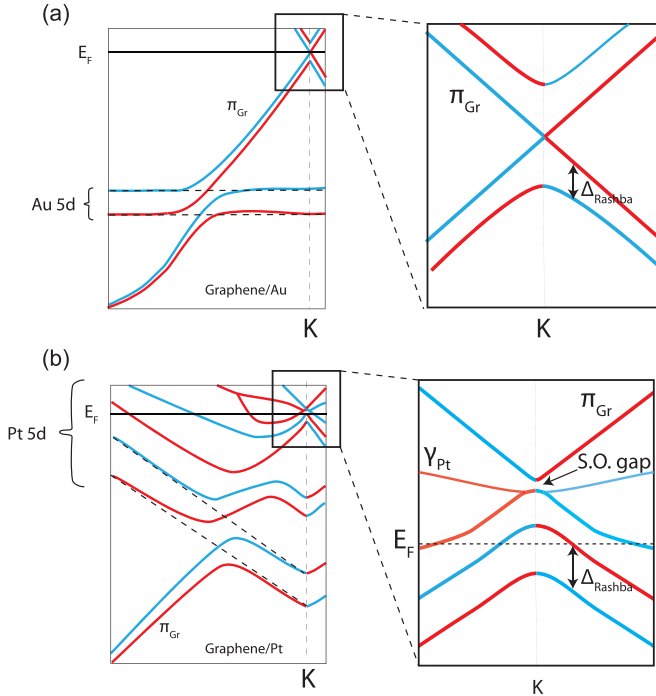 (a)
E_F
π_Gr
Au 5d
Graphene/Au
K
π_Gr
Δ_Rashba
K
(b)
E_F
Pt 5d
π_Gr
Graphene/Pt
K
π_Gr
γ_Pt
S.O. gap
E_F
Δ_Rashba
K